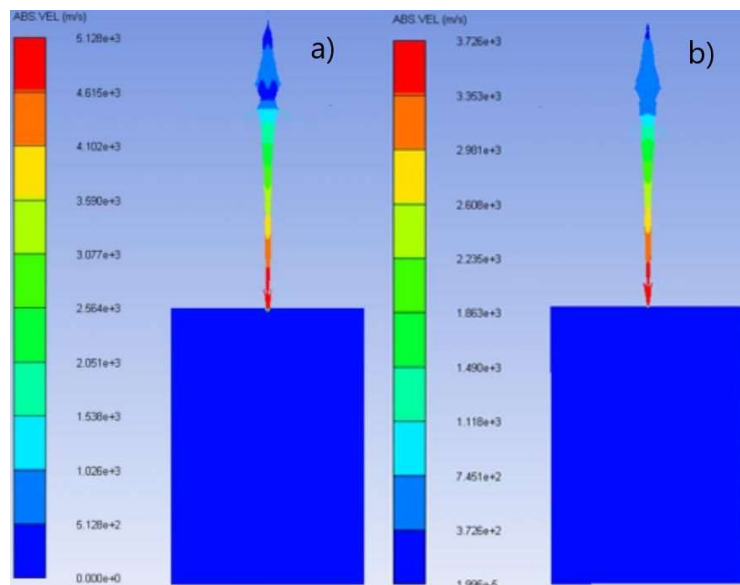 ABS.VEL (m/s)
5.128e+3
4.615e+3
4.102e+3
3.590e+3
3.077e+3
2.564e+3
2.051e+3
1.538e+3
1.026e+3
5.128e+2
0.000e+0
a)
ABS.VEL (m/s)
3.726e+3
3.353e+3
2.981e+3
2.608e+3
2.235e+3
1.863e+3
1.490e+3
1.118e+3
7.451e+2
3.726e+2
b)